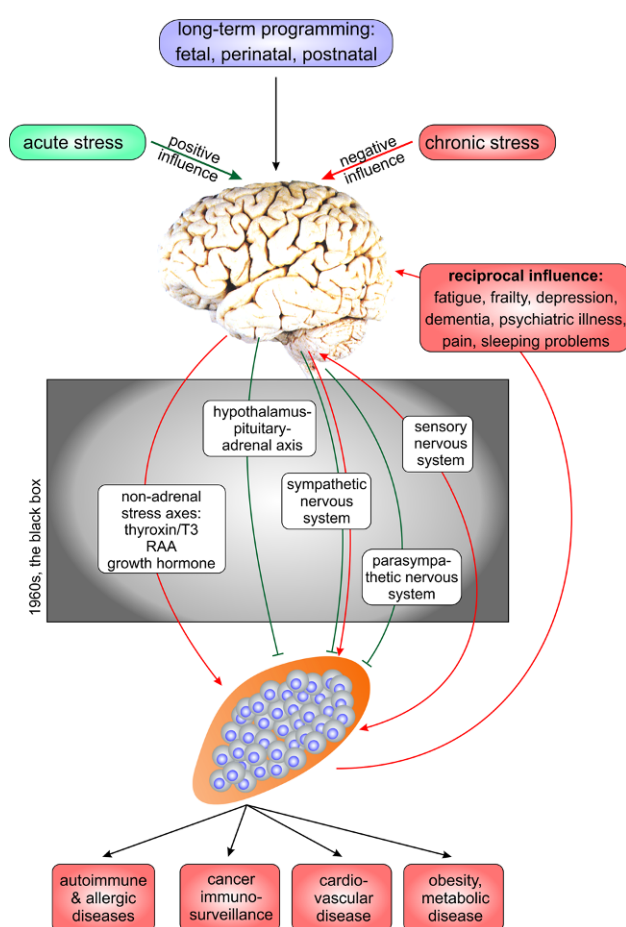 long-term programming:
fetal, perinatal, postnatal
acute stress
positive
influence
negative
influence
chronic stress
reciprocal influence:
fatigue, frailty, depression,
dementia, psychiatric illness,
pain, sleeping problems
hypothalamus-
pituitary-
adrenal axis
sensory
nervous
system
non-adrenal
stress axes:
thyroxin/T3
RAA
growth hormone
sympathetic
nervous
system
parasympa-
thetic nervous
system
1960s, the black box
autoimmune
& allergic
diseases
cancer
immuno-
surveillance
cardio-
vascular
disease
obesity,
metabolic
disease